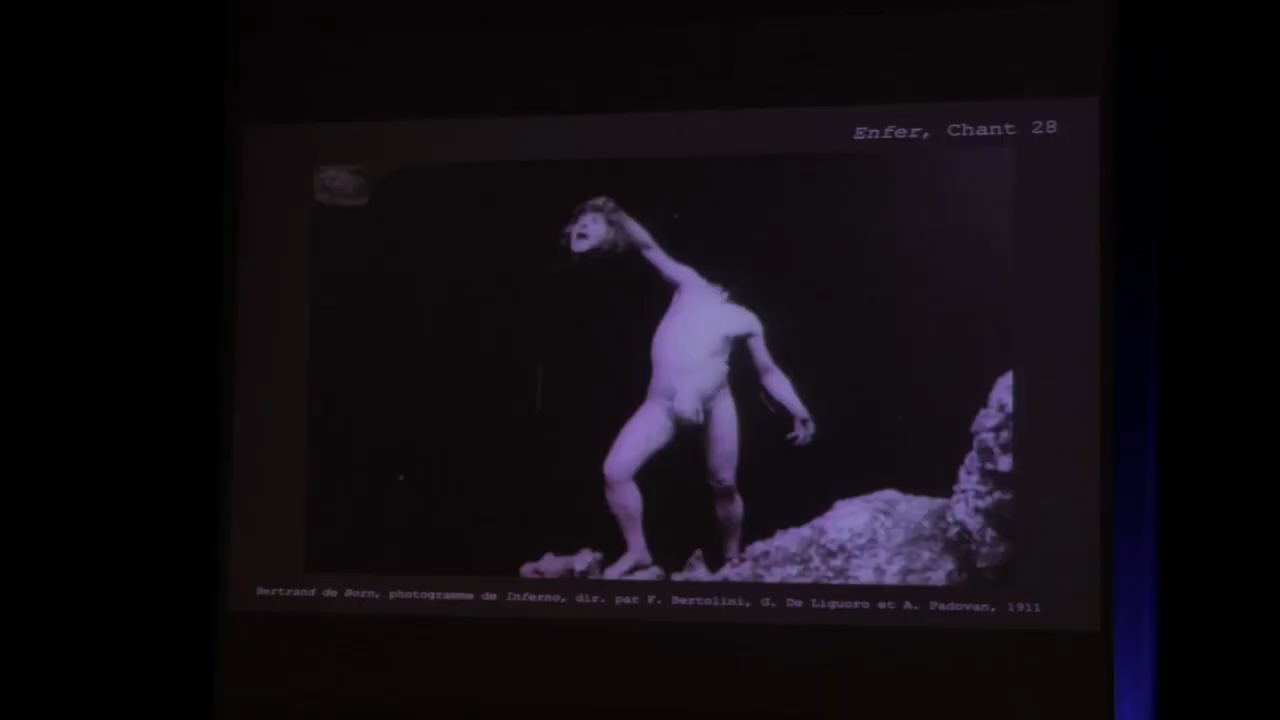 Enfer, Chant 28
Bertrand de Born, photogramme de Inferno, dir. par F. Bertolini, G. De Liguoro et A. Padovan, 1911